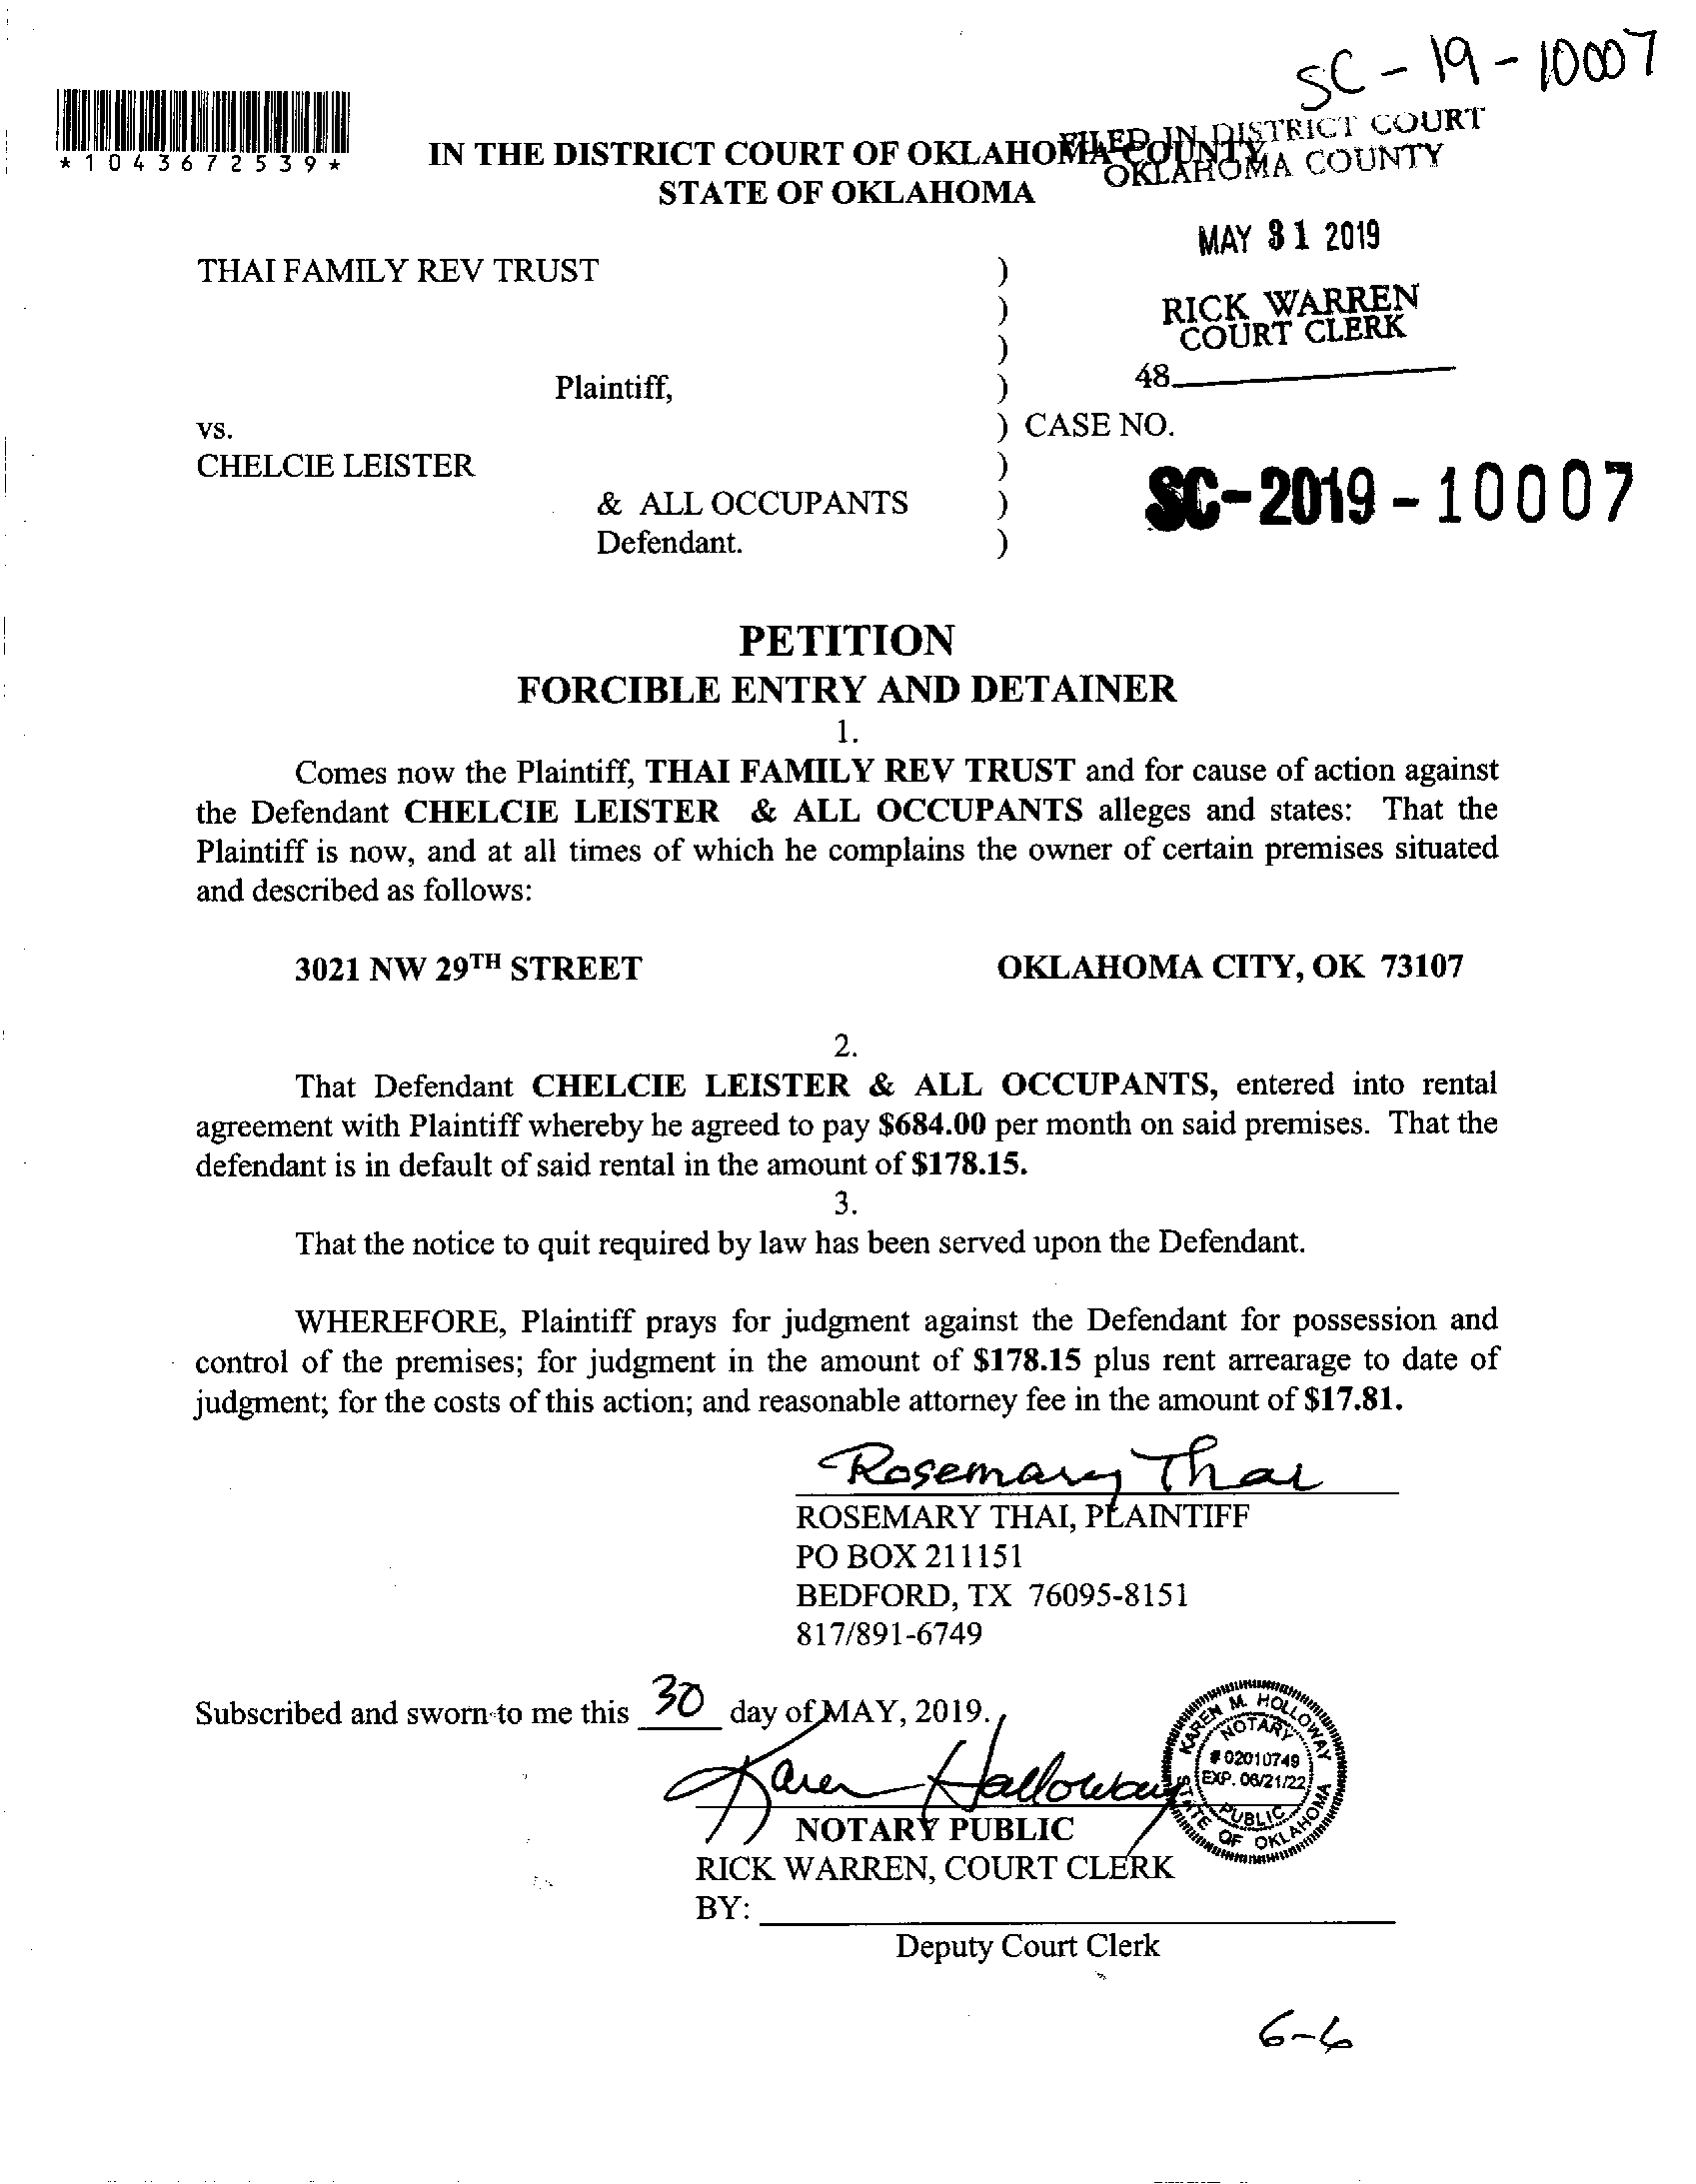 SC-19-10007
*1043672539*
IN THE DISTRICT COURT OF OKLAHOMA COUNTY
STATE OF OKLAHOMA
FILED IN DISTRICT COURT
OKLAHOMA COUNTY
MAY 31 2019
RICK WARREN
COURT CLERK
48
THAI FAMILY REV TRUST )
)
)
Plaintiff, )
vs. ) CASE NO.
CHELCIE LEISTER )
& ALL OCCUPANTS )
Defendant. )
SC-2019-10007
PETITION
FORCIBLE ENTRY AND DETAINER
1.
Comes now the Plaintiff, THAI FAMILY REV TRUST and for cause of action against
the Defendant CHELCIE LEISTER & ALL OCCUPANTS alleges and states: That the
Plaintiff is now, and at all times of which he complains the owner of certain premises situated
and described as follows:
3021 NW 29TH STREET OKLAHOMA CITY, OK 73107
2.
That Defendant CHELCIE LEISTER & ALL OCCUPANTS, entered into rental
agreement with Plaintiff whereby he agreed to pay $684.00 per month on said premises. That the
defendant is in default of said rental in the amount of $178.15.
3.
That the notice to quit required by law has been served upon the Defendant.
WHEREFORE, Plaintiff prays for judgment against the Defendant for possession and
control of the premises; for judgment in the amount of $178.15 plus rent arrearage to date of
judgment; for the costs of this action; and reasonable attorney fee in the amount of $17.81.
Rosemary Thai
ROSEMARY THAI, PLAINTIFF
PO BOX 211151
BEDFORD, TX 76095-8151
817/891-6749
Subscribed and sworn to me this 30 day of MAY, 2019.
Karen Holloway
KAREN M. HOLLOWAY
NOTARY
# 02010749
EXP. 06/21/22
PUBLIC
STATE OF OKLAHOMA
NOTARY PUBLIC
RICK WARREN, COURT CLERK
BY:
Deputy Court Clerk
6-6